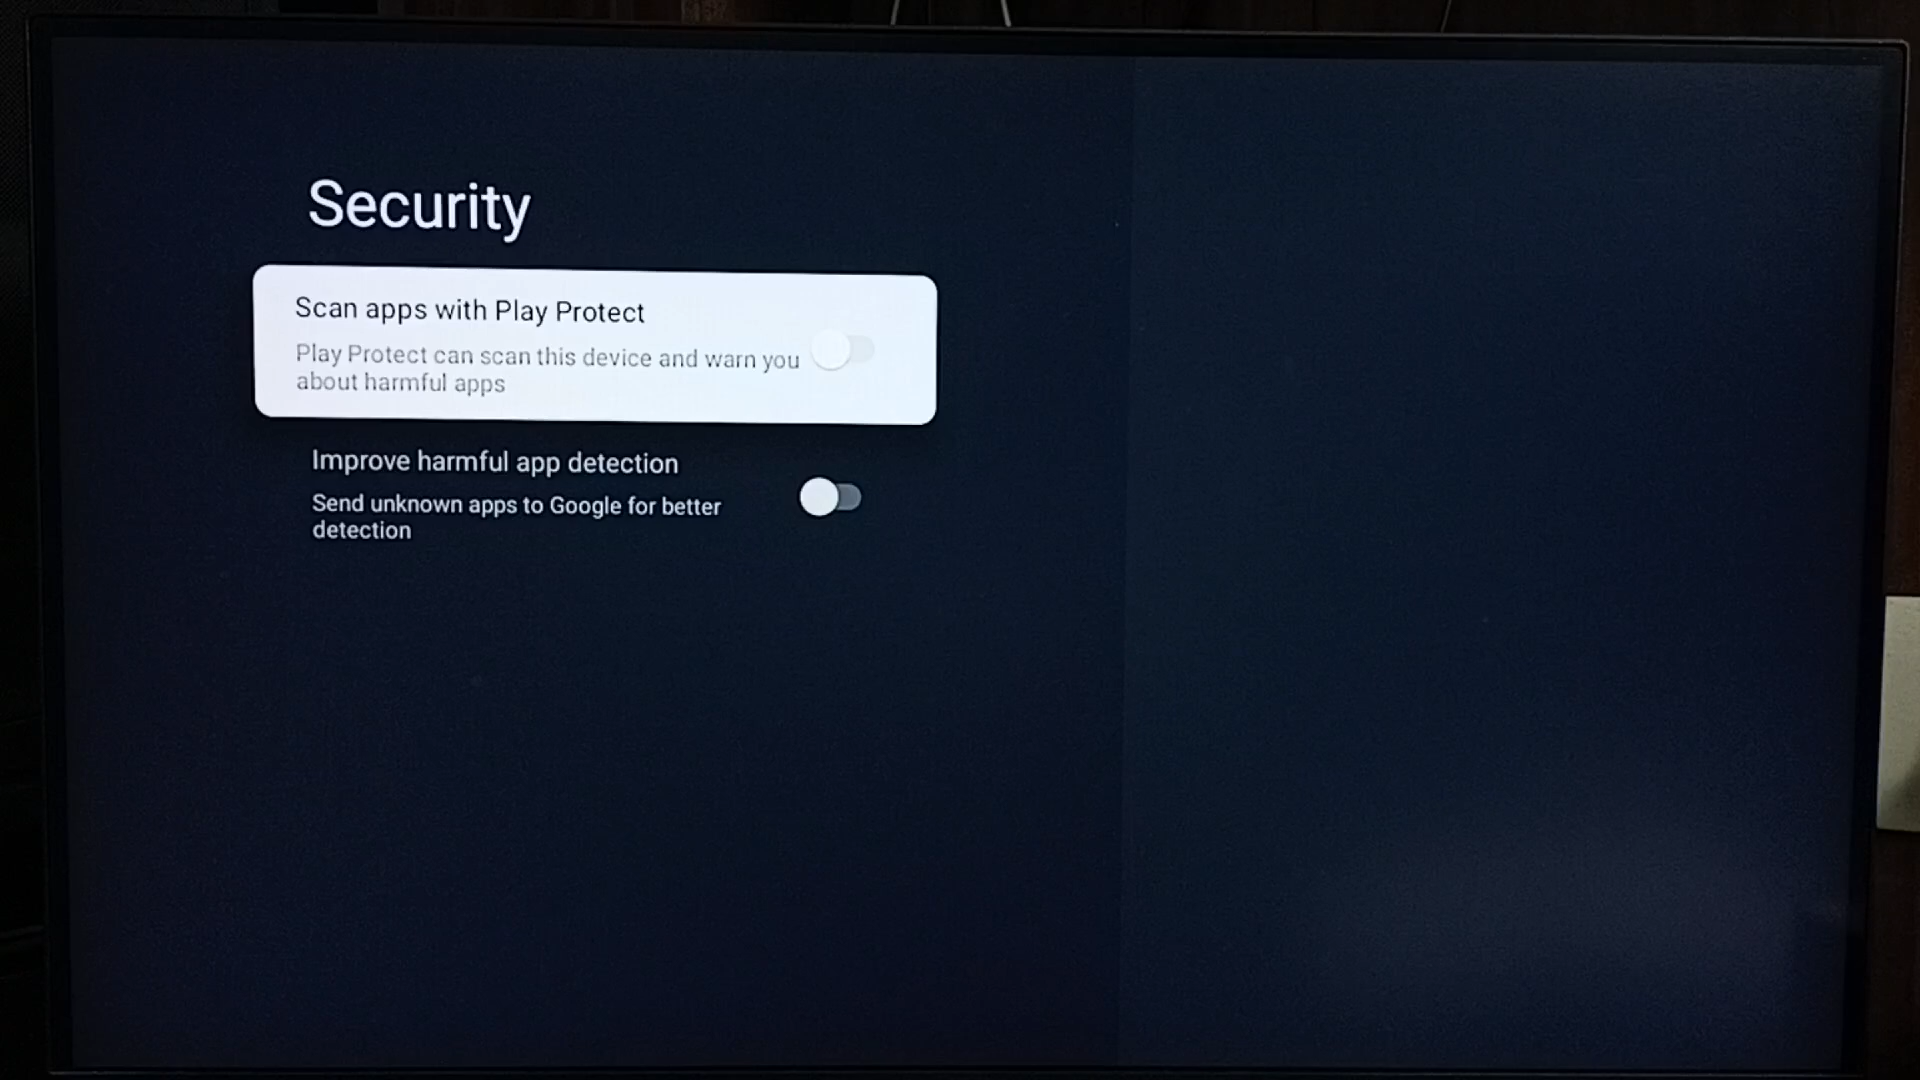 Security
Scan apps with Play Protect
Play Protect can scan this device and warn you
about harmful apps
Improve harmful app detection
Send unknown apps to Google for better
detection